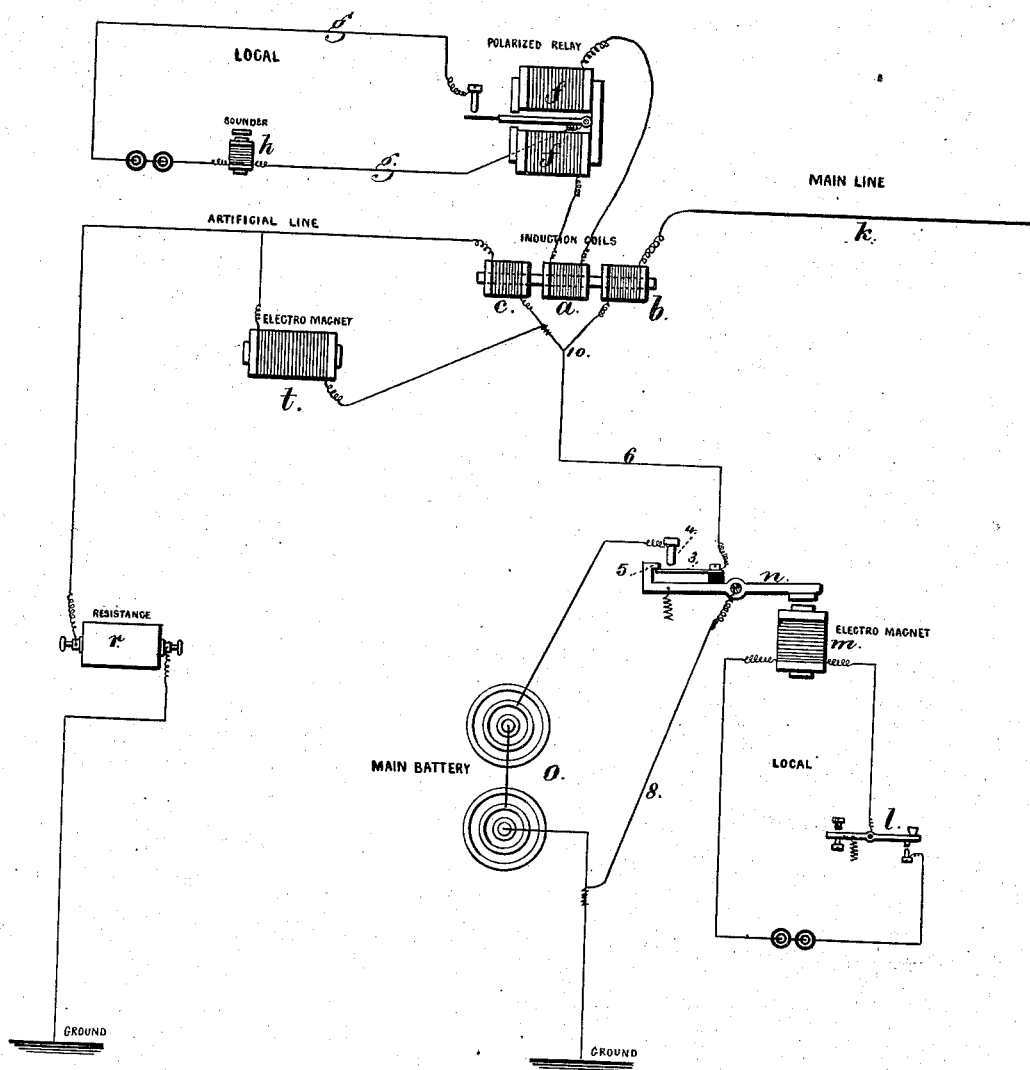 g'
LOCAL
POLARIZED RELAY
f
SOUNDER
h
f
g
MAIN LINE
ARTIFICIAL LINE
k.
INDUCTION COILS
c. a. b.
ELECTRO MAGNET
10.
t.
6
4.
5 3. n.
RESISTANCE
r.
ELECTRO MAGNET
m.
MAIN BATTERY
o.
LOCAL
8.
l.
GROUND
GROUND